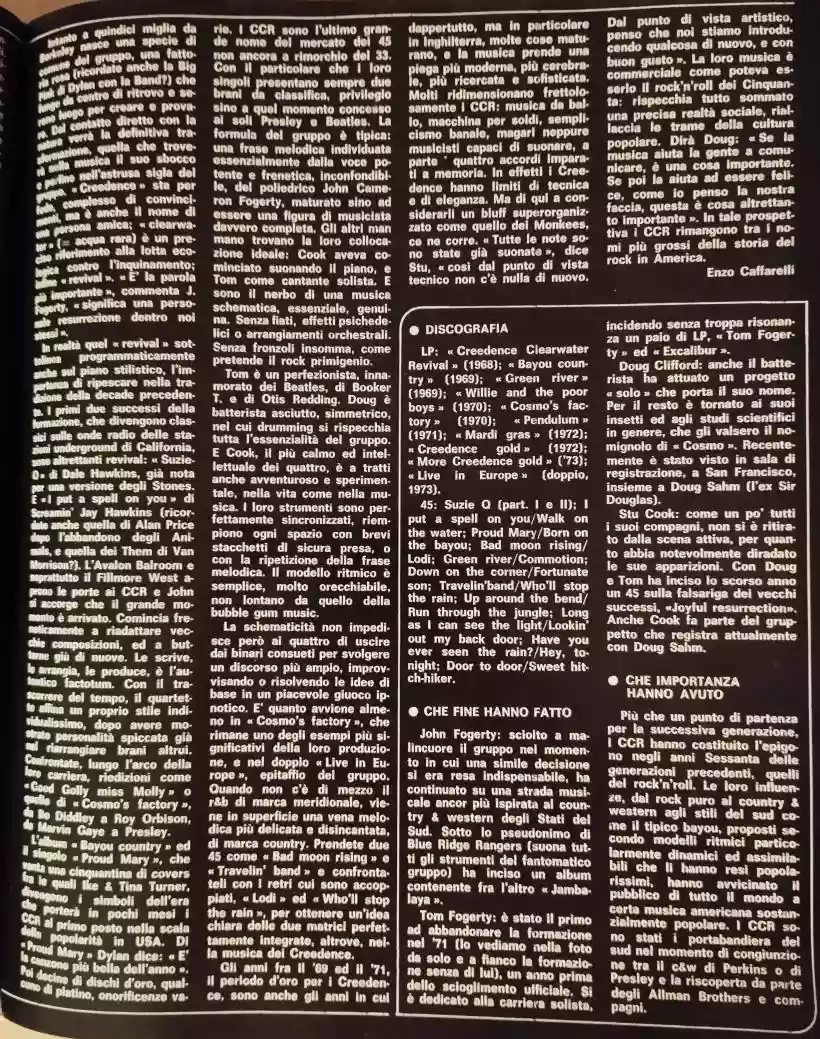 Intanto a quindici miglia da
Berkeley nasce una specie di
comune del gruppo, una fatto-
ria rosa (ricordate anche la Big
Pink di Dylan con la Band?) che
funge da centro di ritrovo e se-
reno luogo per creare e prova-
re. Dal contatto diretto con la
natura verrà la definitiva tra-
sformazione, quella che trove-
rà nella musica il suo sbocco
e perfino nell'astrusa sigla del
gruppo. « Creedence » sta per
complesso di convinci-
ma è anche il nome di
persona amica; « clearwa-
ter » (= acqua rara) è un pre-
ciso riferimento alla lotta eco-
logica contro l'inquinamento;
infine « revival ». « E' la parola
più importante », commenta J.
Fogerty, « significa una perso-
nale resurrezione dentro noi
stessi ».
In realtà quel « revival » sot-
tolinea programmaticamente
anche sul piano stilistico, l'im-
portanza di ripescare nella tra-
dizione della decade preceden-
te. I primi due successi della
formazione, che divengono clas-
sici sulle onde radio delle sta-
zioni underground di California,
sono altrettanti revival: « Suzie-
Q » di Dale Hawkins, già nota
per una versione degli Stones.
E « I put a spell on you » di
Screamin' Jay Hawkins (ricor-
date anche quella di Alan Price
dopo l'abbandono degli Ani-
mals, e quella dei Them di Van
Morrison?). L'Avalon Balroom e
soprattutto il Fillmore West a-
prono le porte ai CCR e John
si accorge che il grande mo-
mento è arrivato. Comincia fre-
neticamente a riadattare vec-
chie composizioni, ed a but-
tarne giù di nuove. Le scrive,
le arrangia, le produce, è l'au-
tentico factotum. Con il tra-
scorrere del tempo, il quartet-
to affina un proprio stile indi-
vidualissimo, dopo avere mo-
strato personalità spiccata già
nel riarrangiare brani altrui.
Confrontate, lungo l'arco della
loro carriera, riedizioni come
« Good Golly miss Molly » o
quelle di « Cosmo's factory »,
da Bo Diddley a Roy Orbison,
da Marvin Gaye a Presley.
L'album « Bayou country » ed
il singolo « Proud Mary », che
vanta una cinquantina di covers
fra le quali Ike & Tina Turner,
divengono i simboli dell'era
che porterà in pochi mesi i
CCR al primo posto nella scala
della popolarità in USA. Di
« Proud Mary » Dylan dice: « E'
la canzone più bella dell'anno ».
Poi decine di dischi d'oro, qual-
cuno di platino, onorificenze va-
rie. I CCR sono l'ultimo gran-
de nome del mercato del 45
non ancora a rimorchio del 33.
Con il particolare che i loro
singoli presentano sempre due
brani da classifica, privilegio
sino a quel momento concesso
ai soli Presley e Beatles. La
formula del gruppo è tipica:
una frase melodica individuata
essenzialmente dalla voce po-
tente e frenetica, inconfondibi-
le, del poliedrico John Came-
ron Fogerty, maturato sino ad
essere una figura di musicista
davvero completa. Gli altri man
mano trovano la loro colloca-
zione ideale: Cook aveva co-
minciato suonando il piano, e
Tom come cantante solista. E
sono il nerbo di una musica
schematica, essenziale, genui-
na. Senza fiati, effetti psichede-
lici o arrangiamenti orchestrali.
Senza fronzoli insomma, come
pretende il rock primigenio.
Tom è un perfezionista, inna-
morato dei Beatles, di Booker
T. e di Otis Redding. Doug è
batterista asciutto, simmetrico,
nel cui drumming si rispecchia
tutta l'essenzialità del gruppo.
E Cook, il più calmo ed intel-
lettuale dei quattro, è a tratti
anche avventuroso e sperimen-
tale, nella vita come nella mu-
sica. I loro strumenti sono per-
fettamente sincronizzati, riem-
piono ogni spazio con brevi
stacchetti di sicura presa, o
con la ripetizione della frase
melodica. Il modello ritmico è
semplice, molto orecchiabile,
non lontano da quello della
bubble gum music.
La schematicità non impedi-
sce però ai quattro di uscire
dai binari consueti per svolgere
un discorso più ampio, improv-
visando o risolvendo le idee di
base in un piacevole giuoco ip-
notico. E' quanto avviene alme-
no in « Cosmo's factory », che
rimane uno degli esempi più si-
gnificativi della loro produzio-
ne, e nel doppio « Live in Eu-
rope », epitaffio del gruppo.
Quando non c'è di mezzo il
r&b di marca meridionale, vie-
ne in superficie una vena melo-
dica più delicata e disincantata,
di marca country. Prendete due
45 come « Bad moon rising » e
« Travelin' band » e confronta-
teli con i retri cui sono accop-
piati, « Lodi » ed « Who'll stop
the rain », per ottenere un'idea
chiara delle due matrici perfet-
tamente integrate, altrove, nel-
la musica dei Creedence.
Gli anni fra il '69 ed il '71,
il periodo d'oro per i Creeden-
ce, sono anche gli anni in cui
dappertutto, ma in particolare
in Inghilterra, molte cose matu-
rano, e la musica prende una
piega più moderna, più cerebra-
le, più ricercata e sofisticata.
Molti ridimensionano frettolo-
samente i CCR: musica da bal-
lo, macchina per soldi, sempli-
cismo banale, magari neppure
musicisti capaci di suonare, a
parte quattro accordi impara-
ti a memoria. In effetti i Cree-
dence hanno limiti di tecnica
e di eleganza. Ma di qui a con-
siderarli un bluff superorganiz-
zato come quello dei Monkees,
ce ne corre. « Tutte le note so-
no state già suonate », dice
Stu, « così dal punto di vista
tecnico non c'è nulla di nuovo.
Dal punto di vista artistico,
penso che noi stiamo introdu-
cendo qualcosa di nuovo, e con
buon gusto ». La loro musica è
commerciale come poteva es-
serlo il rock'n'roll dei Cinquan-
ta: rispecchia tutto sommato
una precisa realtà sociale, rial-
laccia le trame della cultura
popolare. Dirà Doug: « Se la
musica aiuta la gente a comu-
nicare, è una cosa importante.
Se poi la aiuta ad essere feli-
ce, come io penso la nostra
faccia, questa è cosa altrettan-
to importante ». In tale prospet-
tiva i CCR rimangono tra i no-
mi più grossi della storia del
rock in America.
Enzo Caffarelli
● DISCOGRAFIA
LP: « Creedence Clearwater
Revival » (1968); « Bayou coun-
try » (1969); « Green river »
(1969); « Willie and the poor
boys » (1970); « Cosmo's fac-
tory » (1970); « Pendulum »
(1971); « Mardi gras » (1972);
« Creedence gold » (1972);
« More Creedence gold » ('73);
« Live in Europe » (doppio,
1973).
45: Suzie Q (part. I e II); I
put a spell on you/Walk on
the water; Proud Mary/Born on
the bayou; Bad moon rising/
Lodi; Green river/Commotion;
Down on the corner/Fortunate
son; Travelin'band/Who'll stop
the rain; Up around the bend/
Run through the jungle; Long
as I can see the light/Lookin'
out my back door; Have you
ever seen the rain?/Hey, to-
night; Door to door/Sweet hit-
ch-hiker.
● CHE FINE HANNO FATTO
John Fogerty: sciolto a ma-
lincuore il gruppo nel momen-
to in cui una simile decisione
si era resa indispensabile, ha
continuato su una strada musi-
cale ancor più ispirata al coun-
try & western degli Stati del
Sud. Sotto lo pseudonimo di
Blue Ridge Rangers (suona tut-
ti gli strumenti del fantomatico
gruppo) ha inciso un album
contenente fra l'altro « Jamba-
laya ».
Tom Fogerty: è stato il primo
ad abbandonare la formazione
nel '71 (lo vediamo nella foto
da solo e a fianco la formazio-
ne senza di lui), un anno prima
dello scioglimento ufficiale. Si
è dedicato alla carriera solista,
incidendo senza troppa risonan-
za un paio di LP, « Tom Foger-
ty » ed « Excalibur ».
Doug Clifford: anche il batte-
rista ha attuato un progetto
« solo » che porta il suo nome.
Per il resto è tornato ai suoi
insetti ed agli studi scientifici
in genere, che gli valsero il no-
mignolo di « Cosmo ». Recente-
mente è stato visto in sala di
registrazione, a San Francisco,
insieme a Doug Sahm (l'ex Sir
Douglas).
Stu Cook: come un po' tutti
i suoi compagni, non si è ritira-
to dalla scena attiva, per quan-
to abbia notevolmente diradato
le sue apparizioni. Con Doug
e Tom ha inciso lo scorso anno
un 45 sulla falsariga dei vecchi
successi, «Joyful resurrection».
Anche Cook fa parte del grup-
petto che registra attualmente
con Doug Sahm.
● CHE IMPORTANZA
HANNO AVUTO
Più che un punto di partenza
per la successiva generazione,
i CCR hanno costituito l'epigo-
no negli anni Sessanta delle
generazioni precedenti, quelli
del rock'n'roll. Le loro influen-
ze, dal rock puro al country &
western agli stili del sud co-
me il tipico bayou, proposti se-
condo modelli ritmici partico-
larmente dinamici ed assimila-
bili che li hanno resi popola-
rissimi, hanno avvicinato il
pubblico di tutto il mondo a
certa musica americana sostan-
zialmente popolare. I CCR so-
no stati i portabandiera del
sud nel momento di congiunzio-
ne tra il c&w di Perkins o di
Presley e la riscoperta da parte
degli Allman Brothers e com-
pagni.